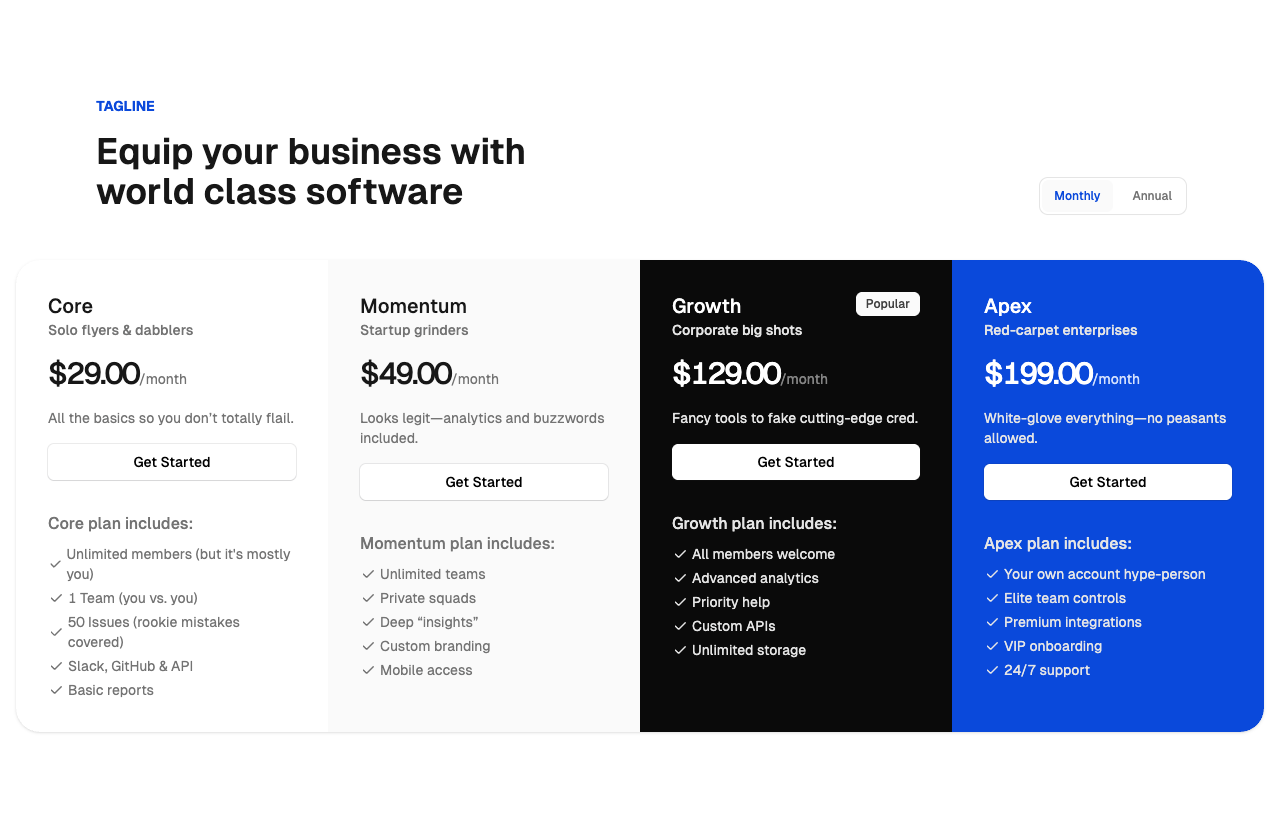 TAGLINE
Equip your business with
world class software
Monthly
Annual
Core
Solo flyers & dabblers
$29.00/month
All the basics so you don’t totally flail.
Get Started
Core plan includes:
Unlimited members (but it's mostly
you)
1 Team (you vs. you)
50 Issues (rookie mistakes
covered)
Slack, GitHub & API
Basic reports
Momentum
Startup grinders
$49.00/month
Looks legit—analytics and buzzwords
included.
Get Started
Momentum plan includes:
Unlimited teams
Private squads
Deep “insights”
Custom branding
Mobile access
Growth
Popular
Corporate big shots
$129.00/month
Fancy tools to fake cutting-edge cred.
Get Started
Growth plan includes:
All members welcome
Advanced analytics
Priority help
Custom APIs
Unlimited storage
Apex
Red-carpet enterprises
$199.00/month
White-glove everything—no peasants
allowed.
Get Started
Apex plan includes:
Your own account hype-person
Elite team controls
Premium integrations
VIP onboarding
24/7 support